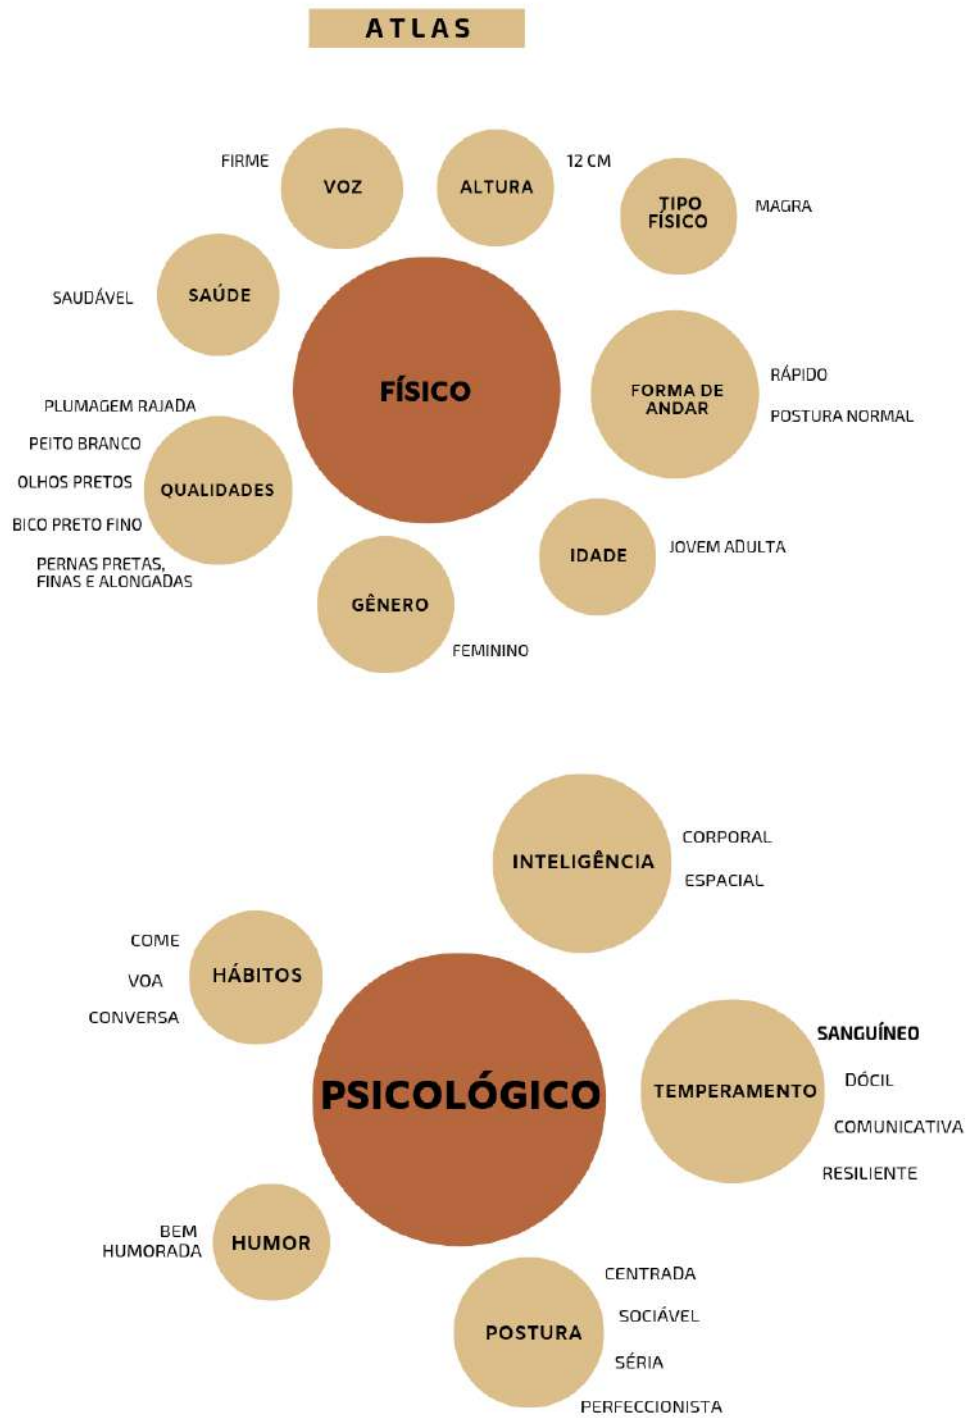 ATLAS
FIRME
VOZ
ALTURA
12 CM
TIPO
FÍSICO
MAGRA
SAUDÁVEL
SAÚDE
FÍSICO
FORMA DE
ANDAR
RÁPIDO
POSTURA NORMAL
PLUMAGEM RAJADA
PEITO BRANCO
OLHOS PRETOS
BICO PRETO FINO
PERNAS PRETAS,
FINAS E ALONGADAS
QUALIDADES
IDADE
JOVEM ADULTA
GÊNERO
FEMININO
INTELIGÊNCIA
CORPORAL
ESPACIAL
COME
VOA
CONVERSA
HÁBITOS
PSICOLÓGICO
TEMPERAMENTO
SANGUÍNEO
DÓCIL
COMUNICATIVA
RESILIENTE
BEM
HUMORADA
HUMOR
POSTURA
CENTRADA
SOCIÁVEL
SÉRIA
PERFECCIONISTA